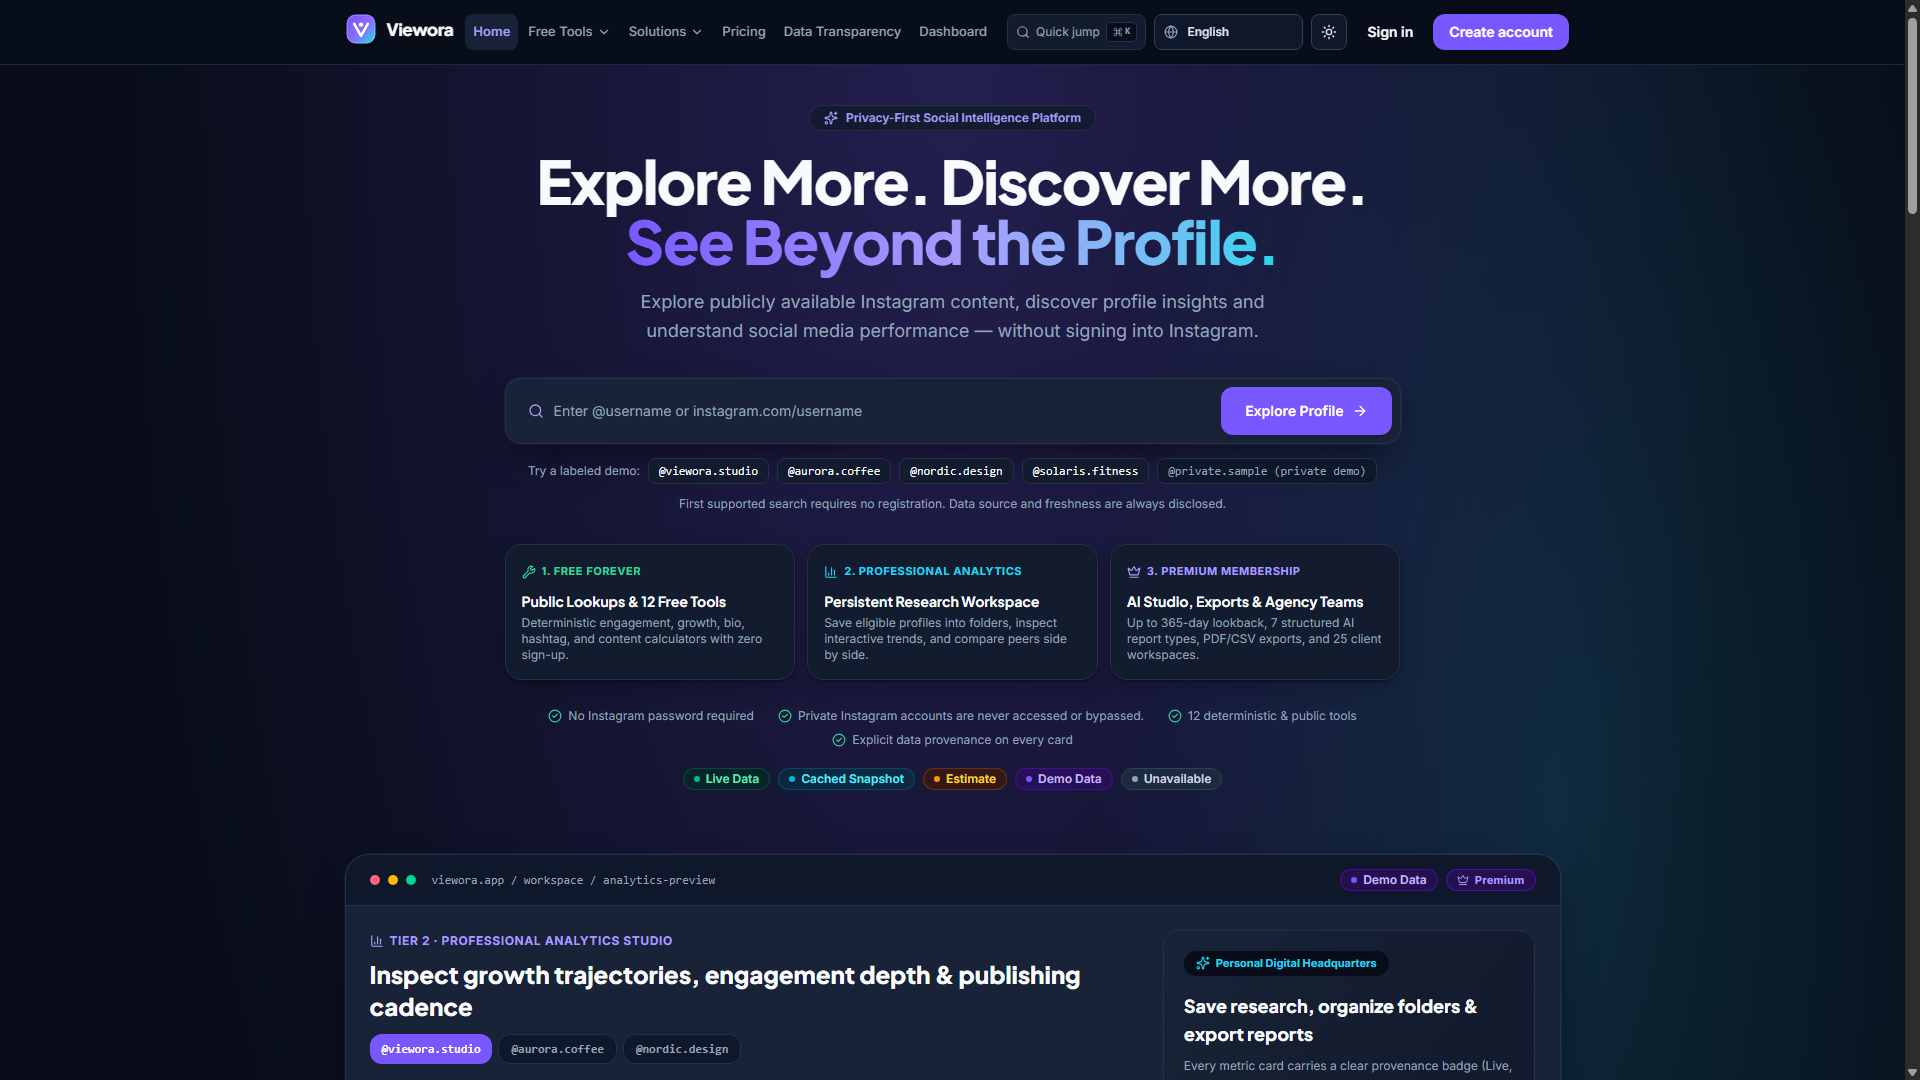 Viewora
Home
Free Tools
Solutions
Pricing
Data Transparency
Dashboard
Quick jump
⌘K
English
Sign in
Create account
Privacy-First Social Intelligence Platform
Explore More. Discover More.
See Beyond the Profile.
Explore publicly available Instagram content, discover profile insights and
understand social media performance — without signing into Instagram.
Enter @username or instagram.com/username
Explore Profile
Try a labeled demo:
@viewora.studio
@aurora.coffee
@nordic.design
@solaris.fitness
@private.sample (private demo)
First supported search requires no registration. Data source and freshness are always disclosed.
1. FREE FOREVER
Public Lookups & 12 Free Tools
Deterministic engagement, growth, bio,
hashtag, and content calculators with zero
sign-up.
2. PROFESSIONAL ANALYTICS
Persistent Research Workspace
Save eligible profiles into folders, inspect
interactive trends, and compare peers side
by side.
3. PREMIUM MEMBERSHIP
AI Studio, Exports & Agency Teams
Up to 365-day lookback, 7 structured AI
report types, PDF/CSV exports, and 25 client
workspaces.
No Instagram password required
Private Instagram accounts are never accessed or bypassed.
12 deterministic & public tools
Explicit data provenance on every card
Live Data
Cached Snapshot
Estimate
Demo Data
Unavailable
viewora.app / workspace / analytics-preview
Demo Data
Premium
TIER 2 · PROFESSIONAL ANALYTICS STUDIO
Inspect growth trajectories, engagement depth & publishing
cadence
@viewora.studio
@aurora.coffee
@nordic.design
Personal Digital Headquarters
Save research, organize folders &
export reports
Every metric card carries a clear provenance badge (Live,